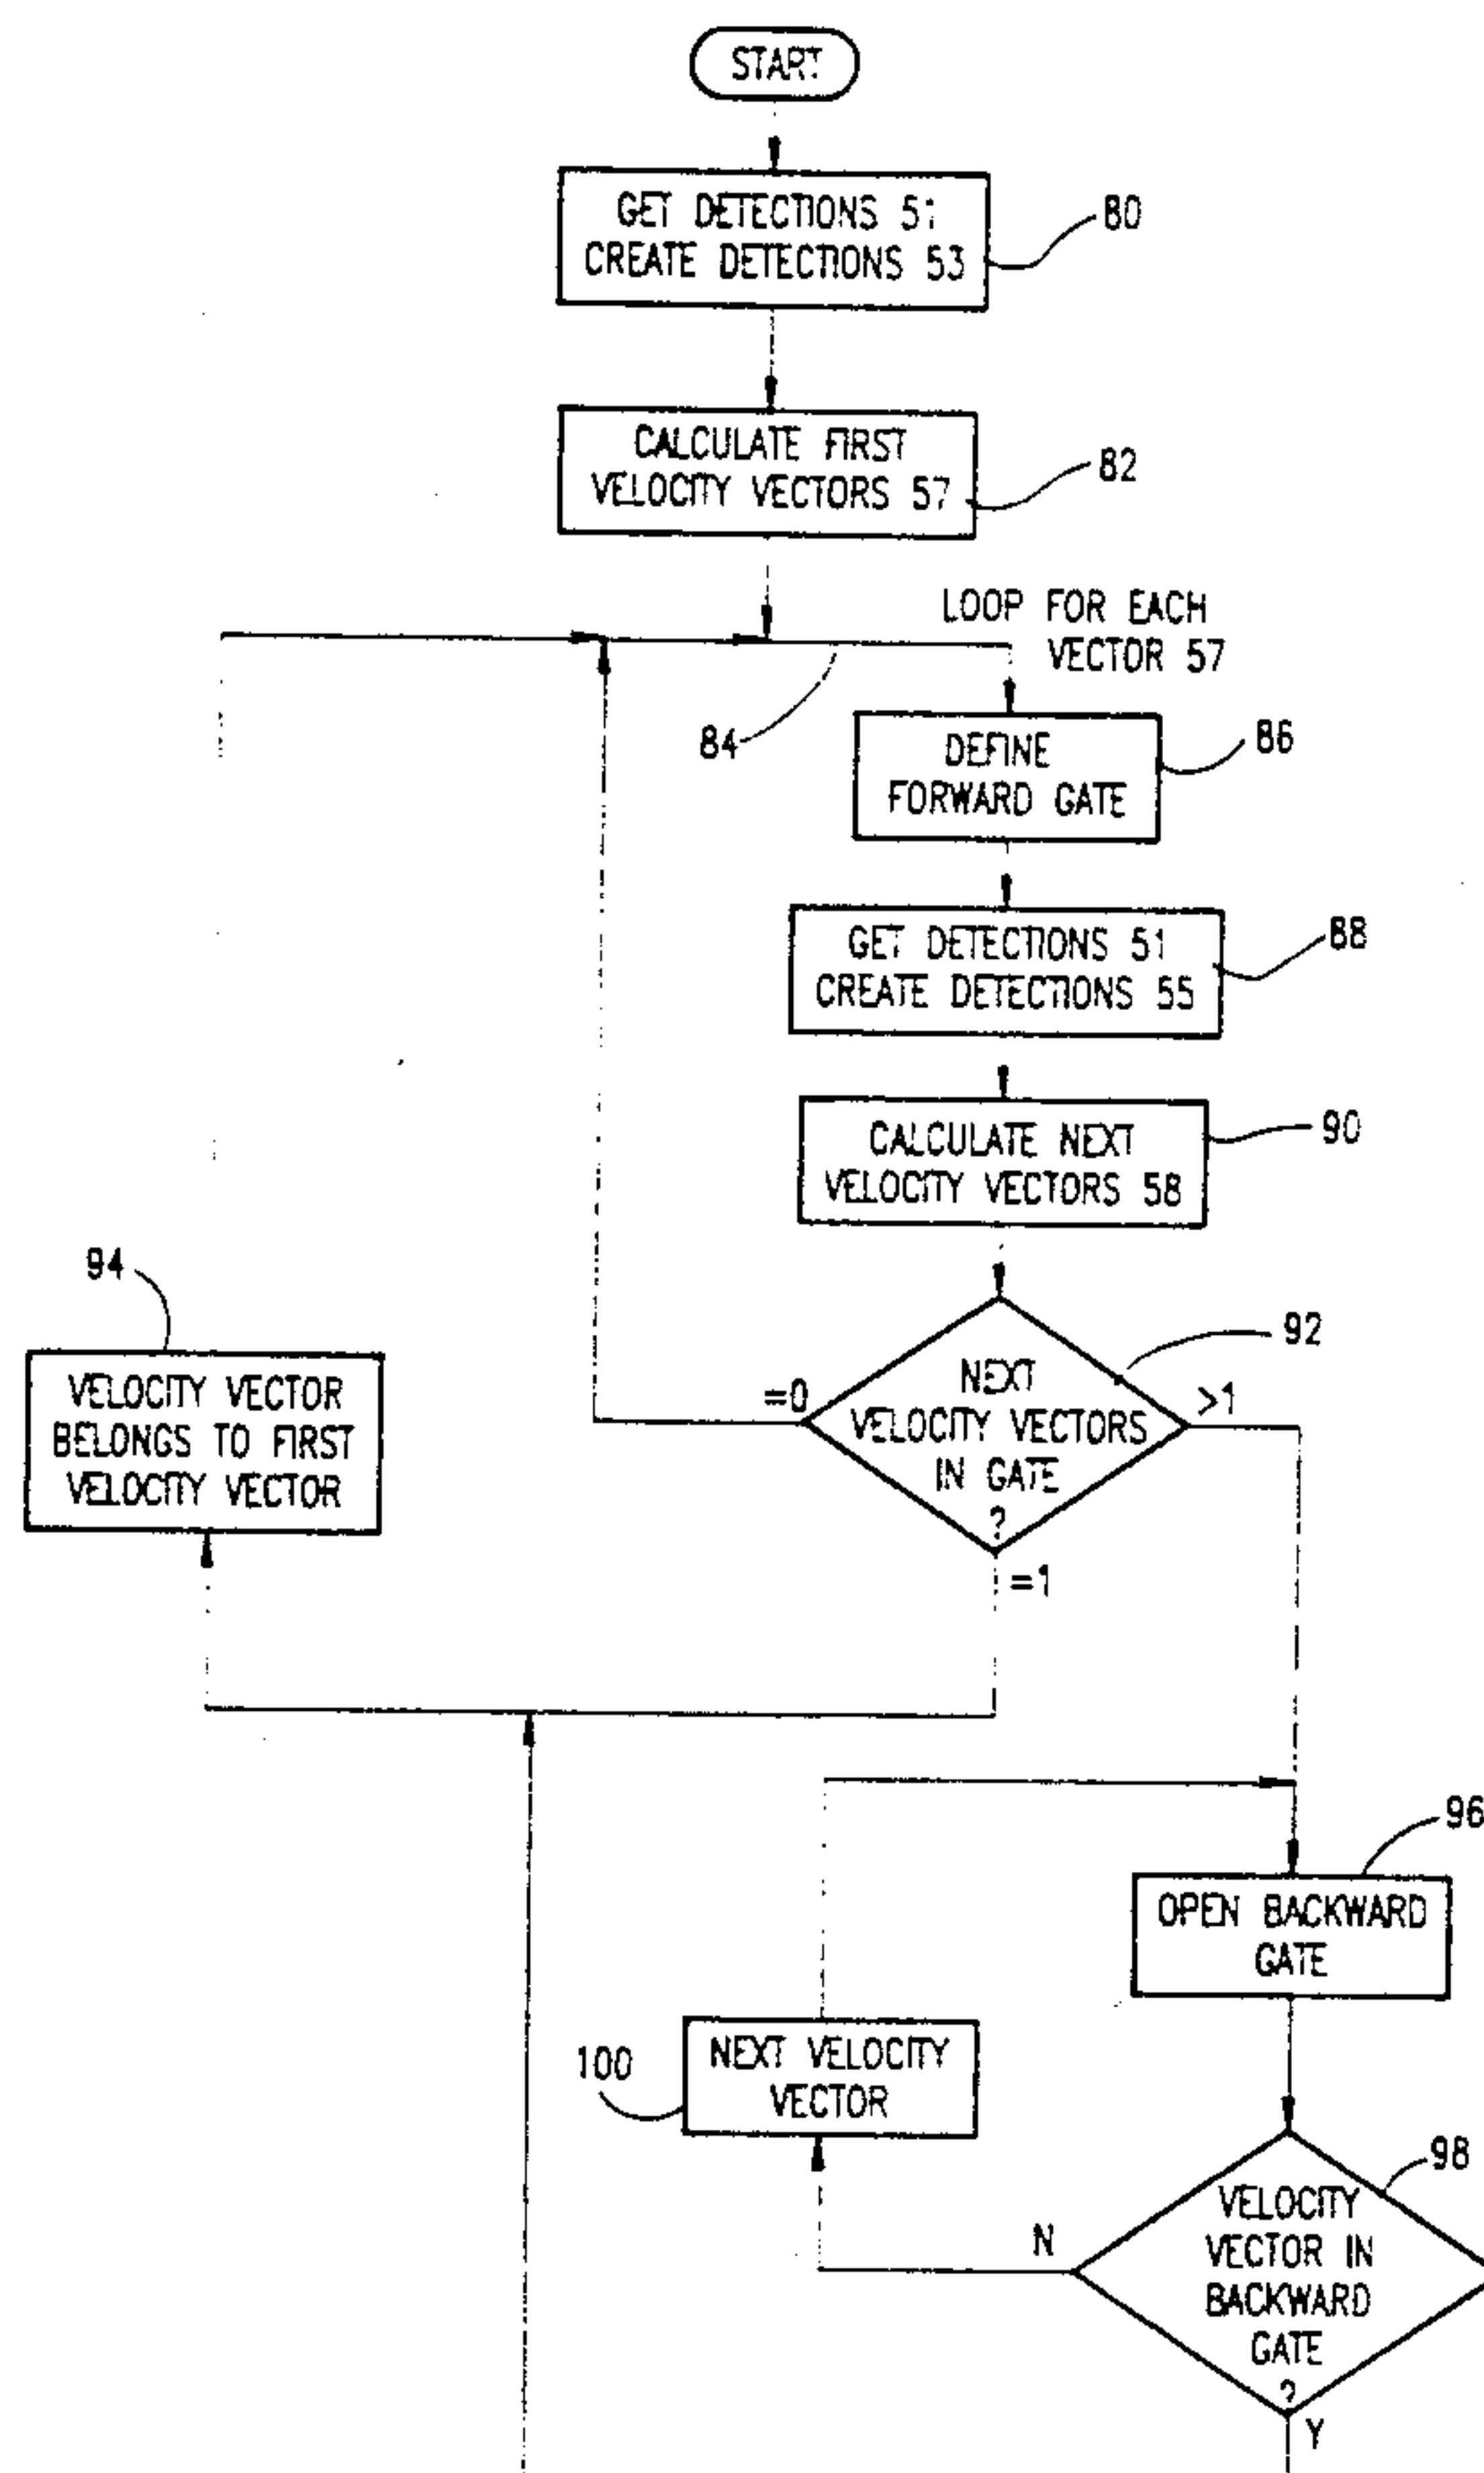 START
GET DETECTIONS 51
CREATE DETECTIONS 53
80
CALCULATE FIRST
VELOCITY VECTORS 57
82
LOOP FOR EACH
VECTOR 57
84
DEFINE
FORWARD GATE
86
GET DETECTIONS 51
CREATE DETECTIONS 55
88
CALCULATE NEXT
VELOCITY VECTORS 58
90
94
VELOCITY VECTOR
BELONGS TO FIRST
VELOCITY VECTOR
92
NEXT
VELOCITY VECTORS
IN GATE
?
=0
>1
=1
96
OPEN BACKWARD
GATE
100
NEXT VELOCITY
VECTOR
98
VELOCITY
VECTOR IN
BACKWARD
GATE
?
N
Y